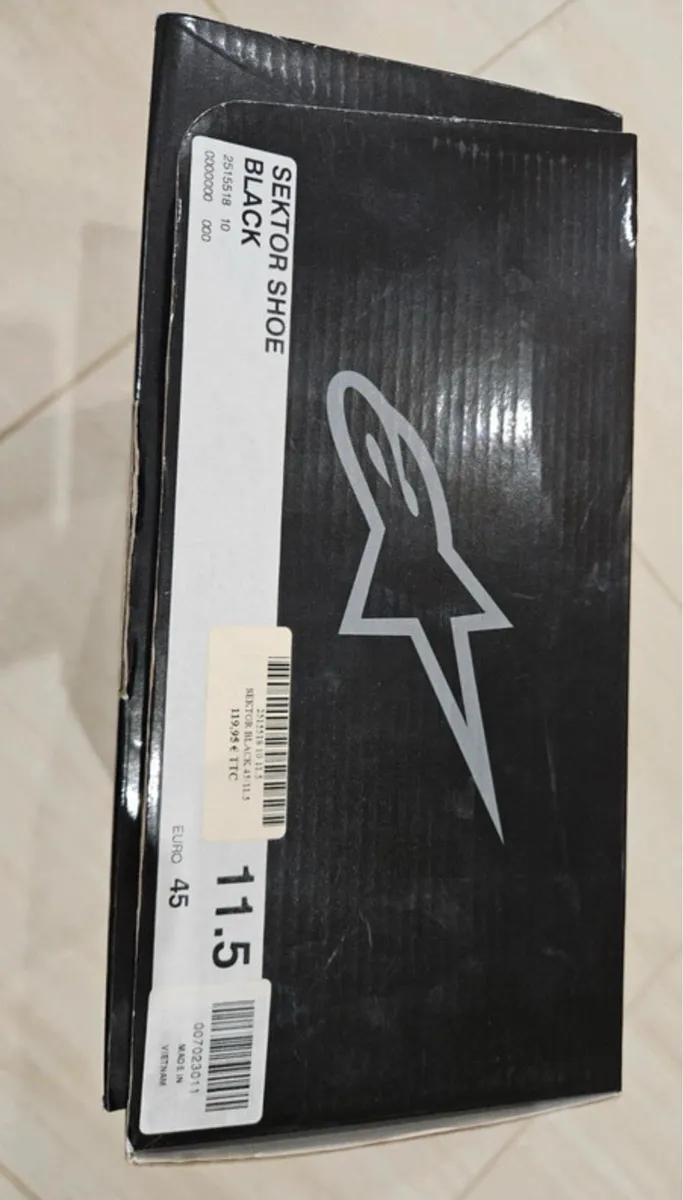 SEKTOR SHOE
BLACK
2515518 10
0000000 000
2515518 10 11.5
SEKTOR BLACK 45/11.5
119,95 € TTC
11.5
EURO 45
007023011
MADE IN
VIETNAM